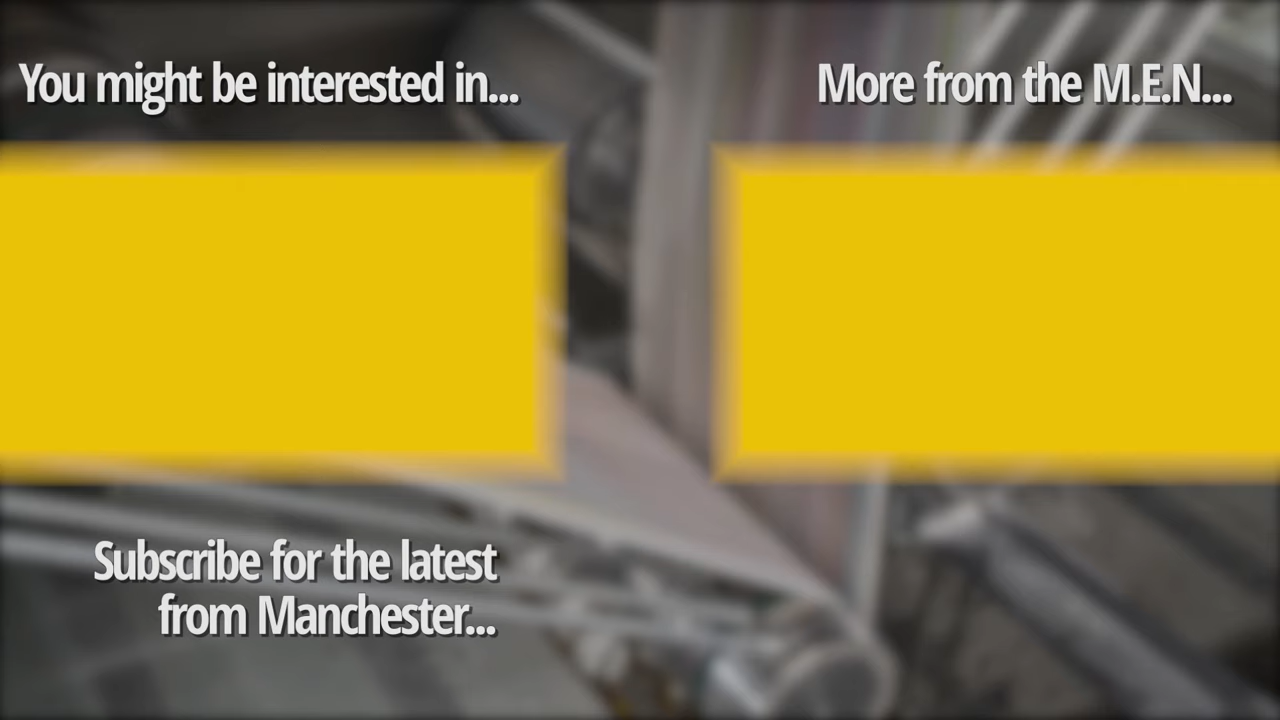 You might be interested in...
More from the M.E.N...
Subscribe for the latest
from Manchester...